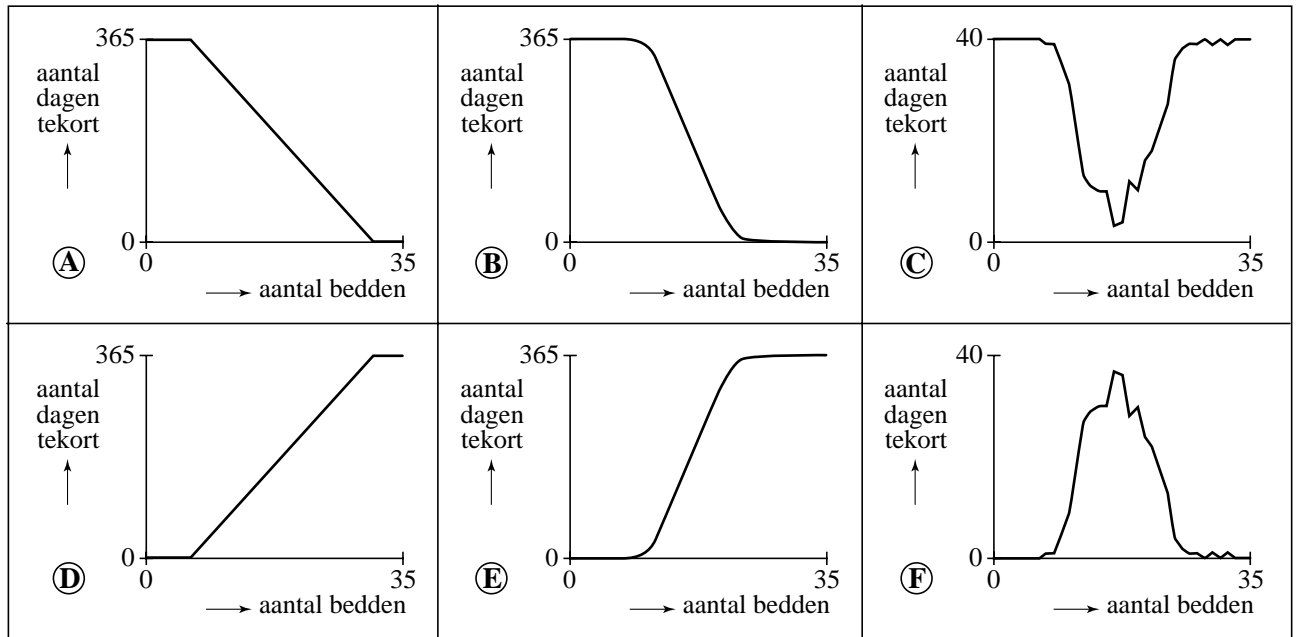 365
aantal
dagen
tekort
0
0
35
aantal bedden
A
365
aantal
dagen
tekort
0
0
35
aantal bedden
B
40
aantal
dagen
tekort
0
0
35
aantal bedden
C
365
aantal
dagen
tekort
0
0
35
aantal bedden
D
365
aantal
dagen
tekort
0
0
35
aantal bedden
E
40
aantal
dagen
tekort
0
0
35
aantal bedden
F